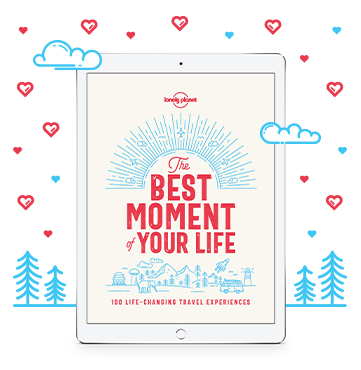 lonely planet
The
BEST
MOMENT
of YOUR LIFE
100 LIFE-CHANGING TRAVEL EXPERIENCES